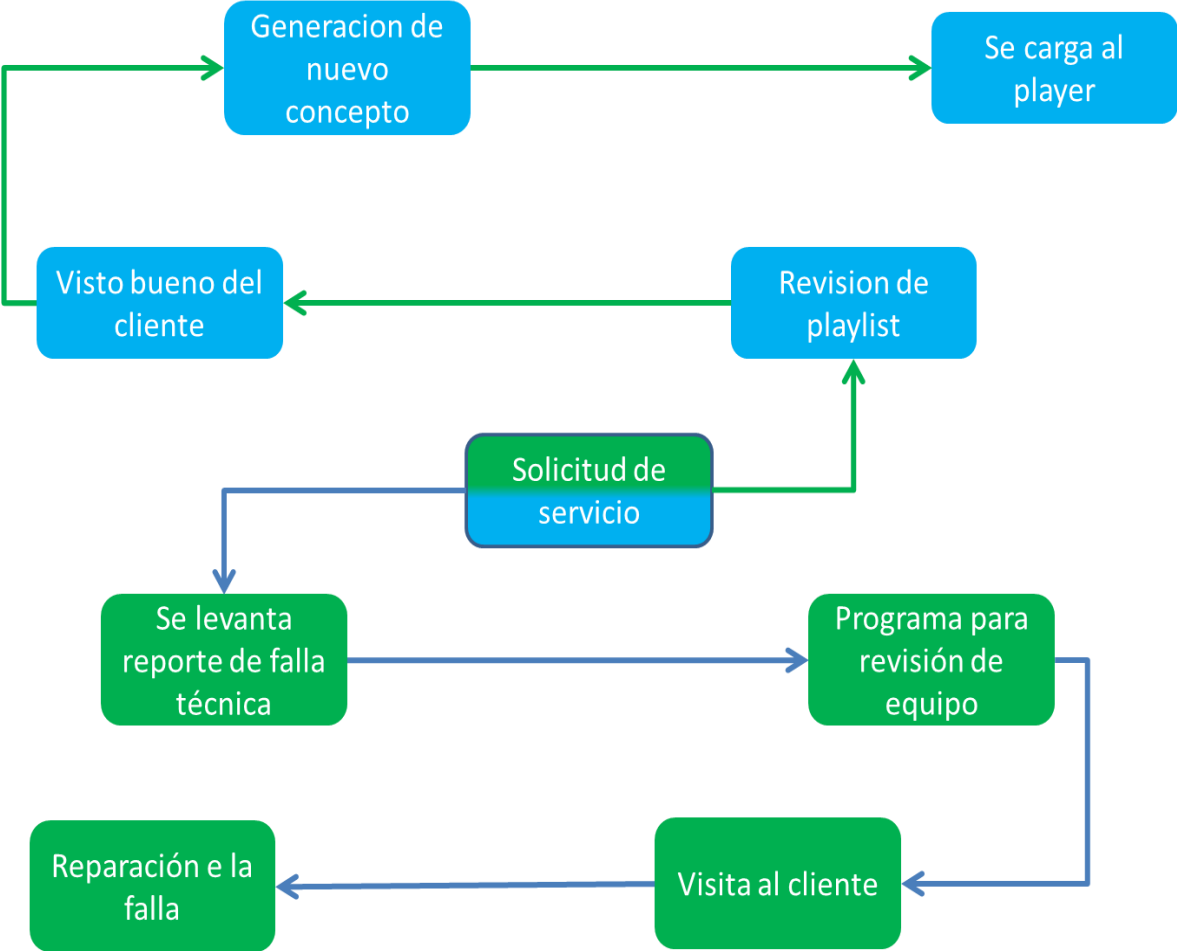 Generacion de
nuevo
concepto
Se carga al
player
Visto bueno del
cliente
Revision de
playlist
Solicitud de
servicio
Se levanta
reporte de falla
técnica
Programa para
revisión de
equipo
Reparación e la
falla
Visita al cliente